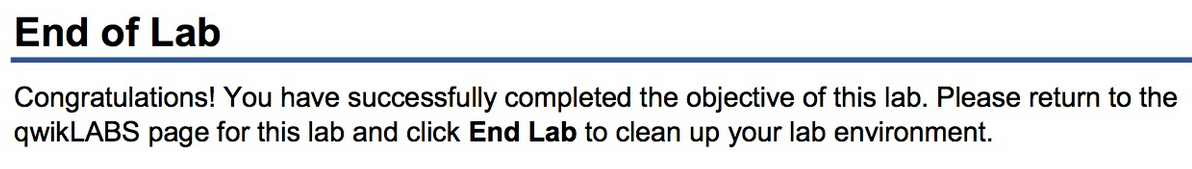 End of Lab
Congratulations! You have successfully completed the objective of this lab. Please return to the
qwikLABS page for this lab and click End Lab to clean up your lab environment.